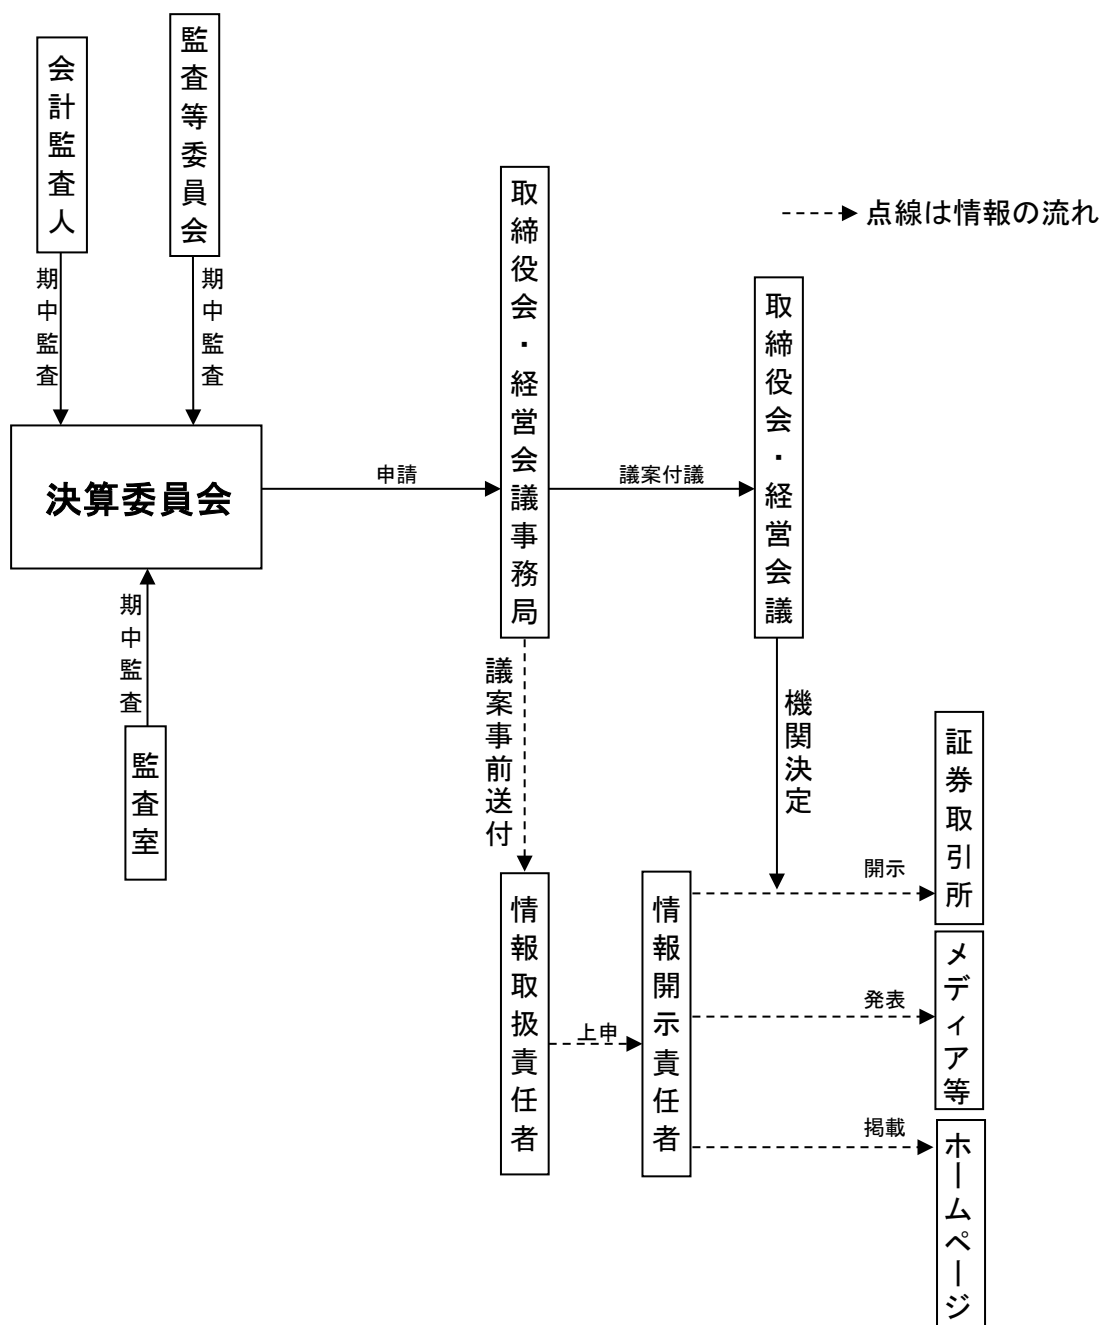 会計監査人
監査等委員会
期中監査
期中監査
決算委員会
期中監査
監査室
申請
取締役会・経営会議事務局
議案付議
取締役会・経営会議
点線は情報の流れ
議案事前送付
機関決定
情報取扱責任者
上申
情報開示責任者
開示
証券取引所
発表
メディア等
掲載
ホームページ